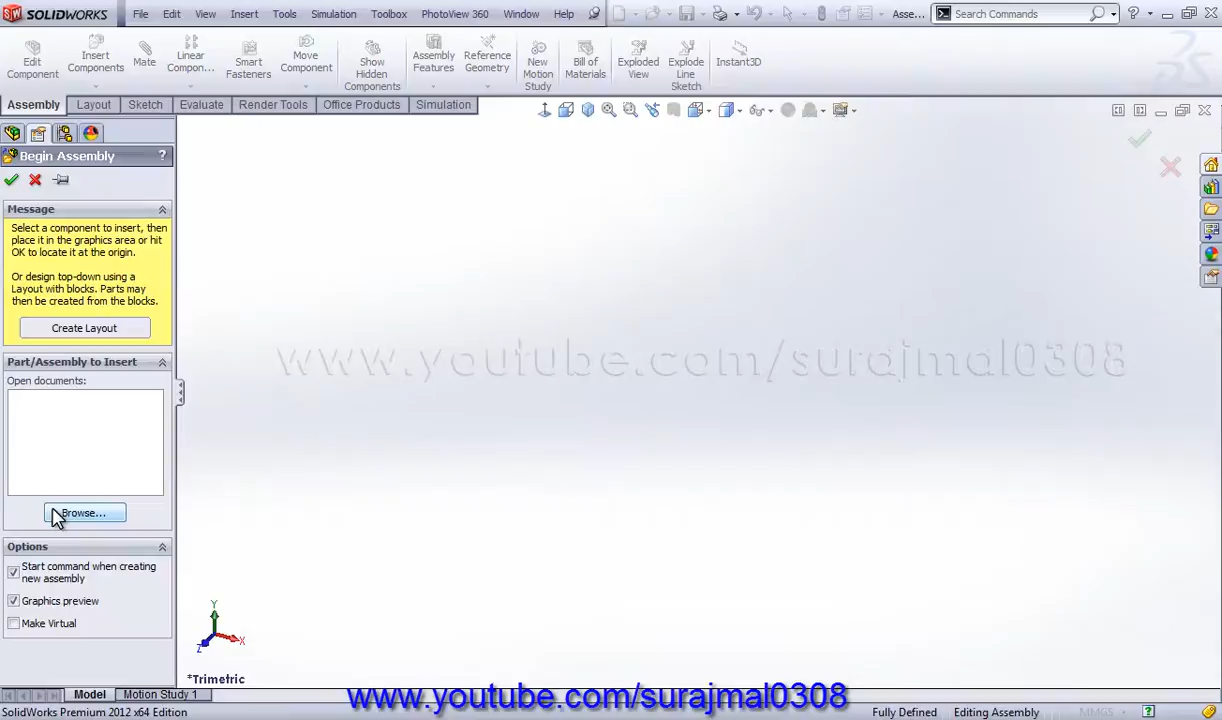 SOLIDWORKS File Edit View Insert Tools Simulation Toolbox PhotoView 360 Window Help Asse... Search Commands
Edit Component
Insert Components
Mate
Linear Compon...
Smart Fasteners
Move Component
Show Hidden Components
Assembly Features
Reference Geometry
New Motion Study
Bill of Materials
Exploded View
Explode Line Sketch
Instant3D
Assembly Layout Sketch Evaluate Render Tools Office Products Simulation
Begin Assembly ?
Message
Select a component to insert, then
place it in the graphics area or hit
OK to locate it at the origin.
Or design top-down using a
Layout with blocks. Parts may
then be created from the blocks.
Create Layout
Part/Assembly to Insert
Open documents:
Browse...
Options
Start command when creating
new assembly
Graphics preview
Make Virtual
www.youtube.com/surajmal0308
Y
X
Z
*Trimetric
Model Motion Study 1
www.youtube.com/surajmal0308
SolidWorks Premium 2012 x64 Edition Fully Defined Editing Assembly MMGS